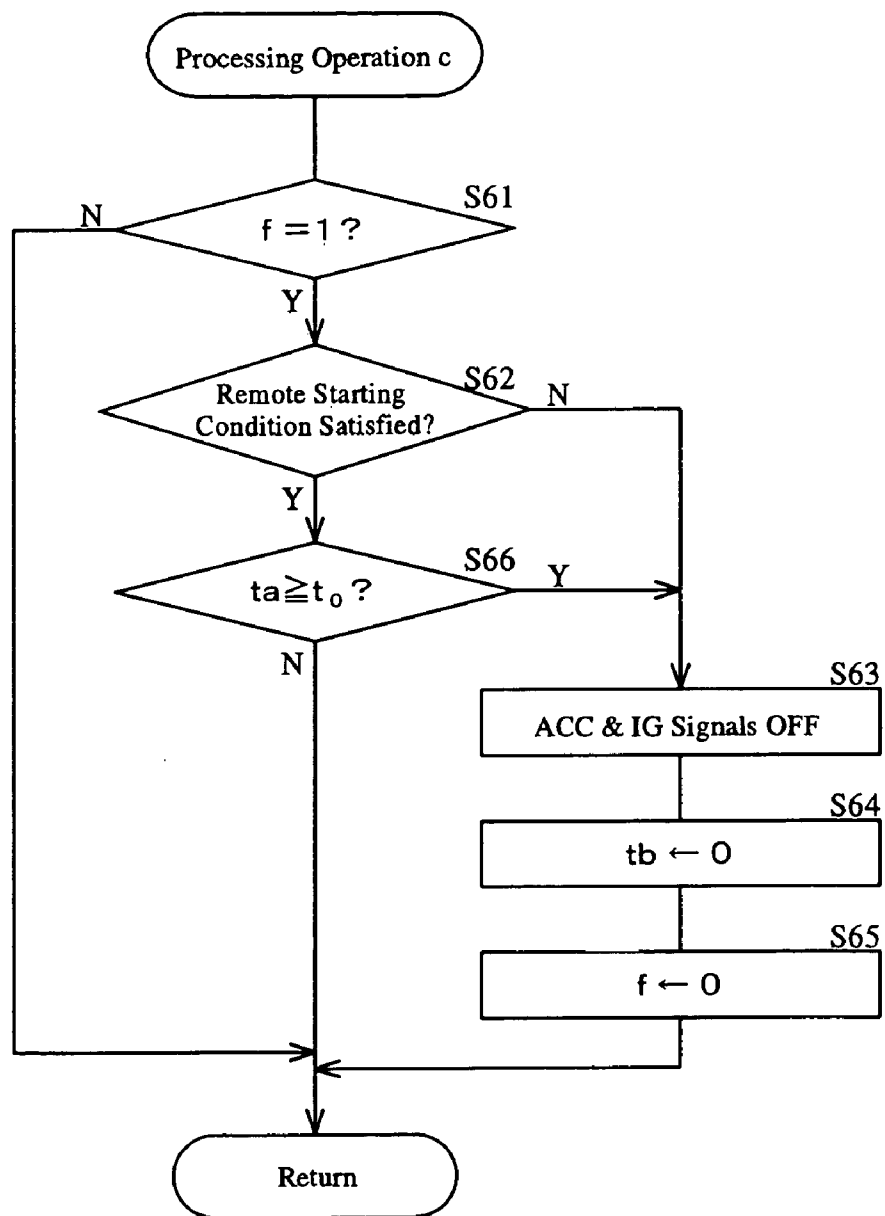 Processing Operation c
S61
N
f=1?
Y
S62
Remote Starting
Condition Satisfied?
N
Y
S66
ta≧t₀?
Y
N
S63
ACC & IG Signals OFF
S64
tb ← 0
S65
f ← 0
Return